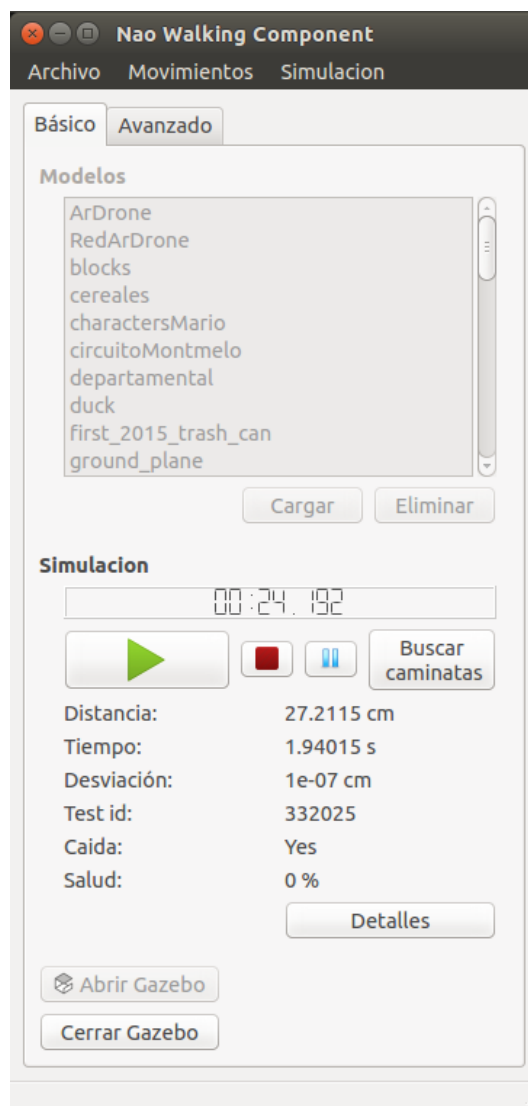 Nao Walking Component
Archivo Movimientos Simulacion
Básico Avanzado
Modelos
ArDrone
RedArDrone
blocks
cereales
charactersMario
circuitoMontmelo
departamental
duck
first_2015_trash_can
ground_plane
Cargar Eliminar
Simulacion
00:24.192
Buscar
caminatas
Distancia: 27.2115 cm
Tiempo: 1.94015 s
Desviación: 1e-07 cm
Test id: 332025
Caida: Yes
Salud: 0 %
Detalles
Abrir Gazebo
Cerrar Gazebo